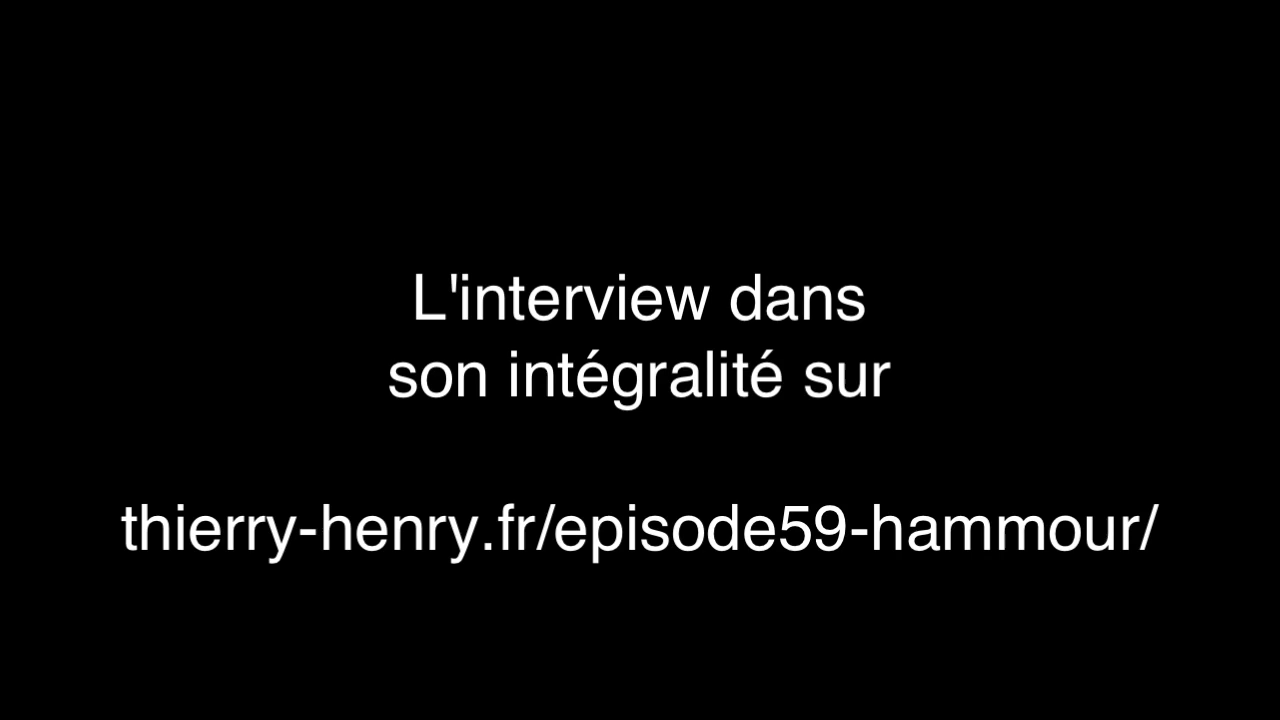 L'interview dans
son intégralité sur
thierry-henry.fr/episode59-hammour/